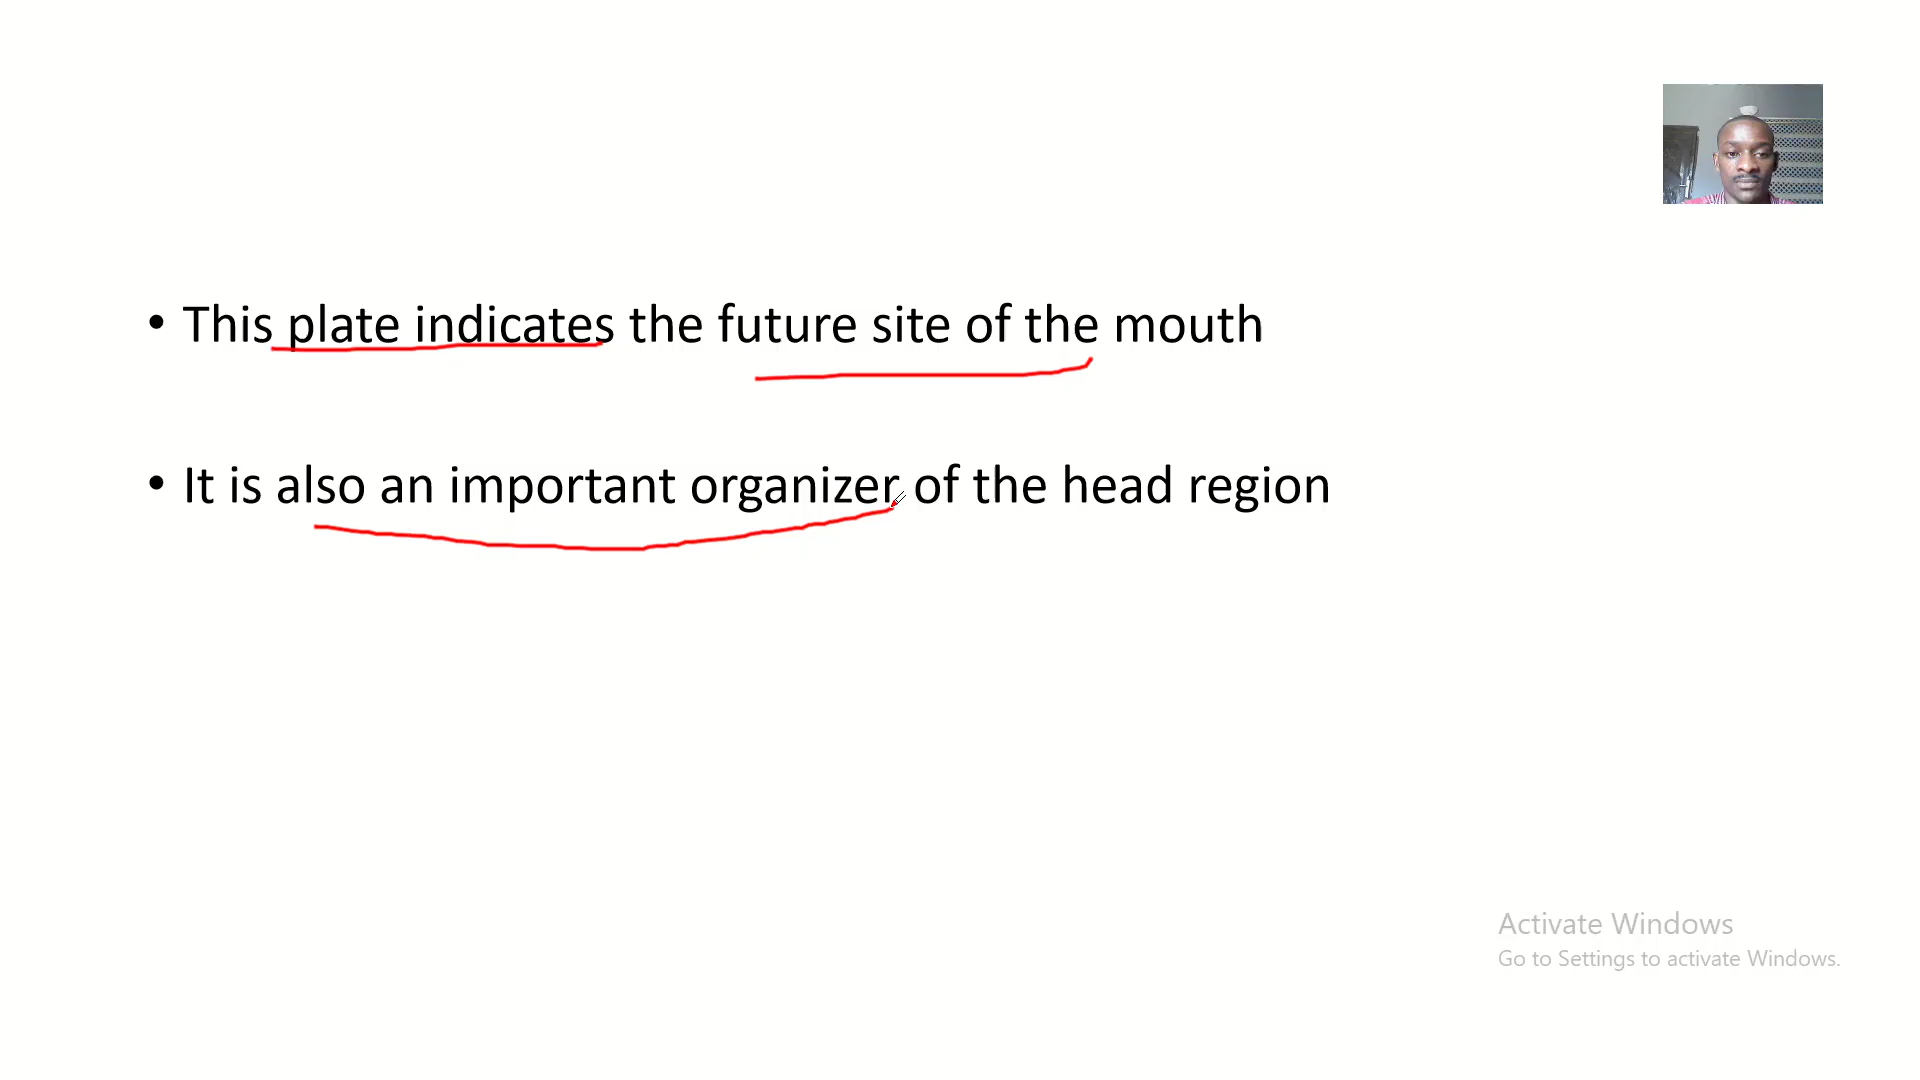 • This plate indicates the future site of the mouth
• It is also an important organizer of the head region
Activate Windows
Go to Settings to activate Windows.